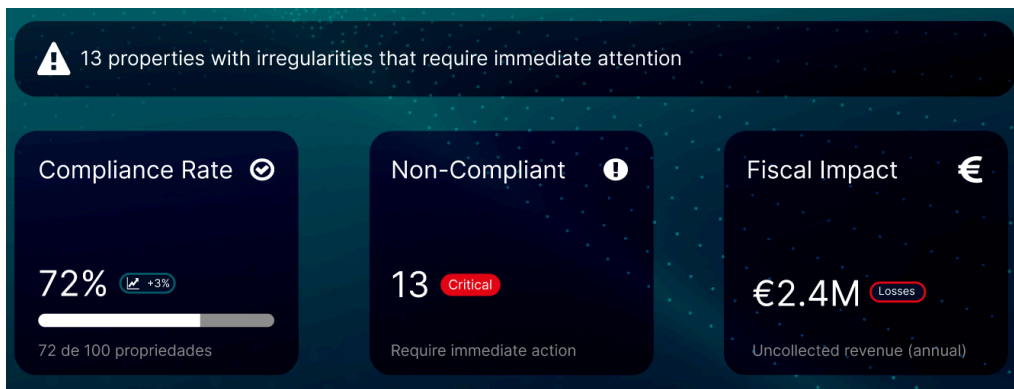 13 properties with irregularities that require immediate attention
Compliance Rate
72% +3%
72 de 100 propriedades
Non-Compliant
13 Critical
Require immediate action
Fiscal Impact €
€2.4M Losses
Uncollected revenue (annual)